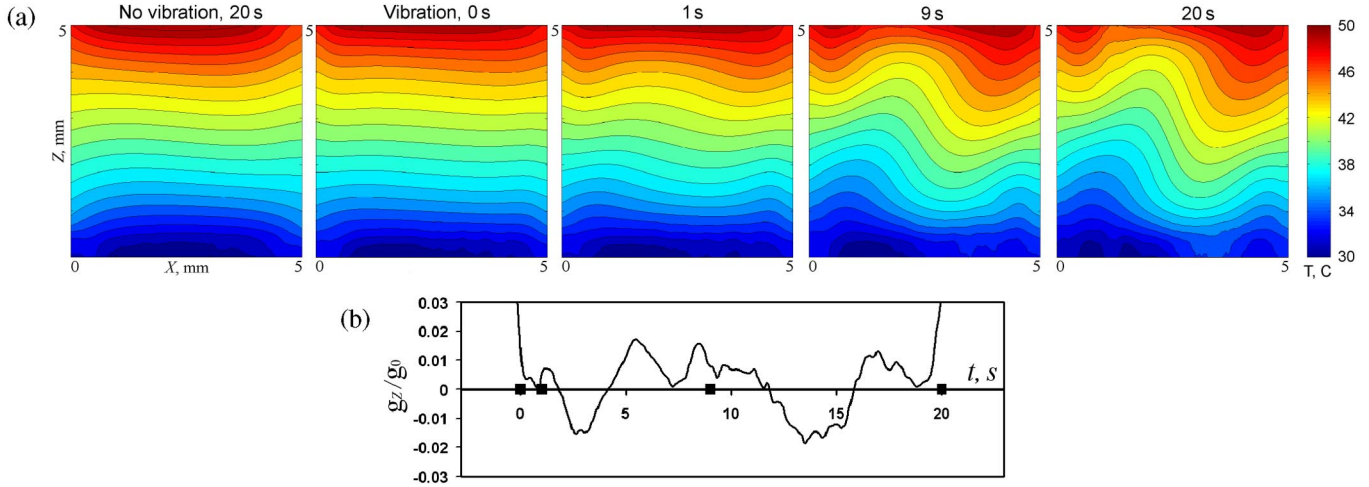 (a)
No vibration, 20 s Vibration, 0 s 1 s 9 s 20 s
5 5 5 5 5 50
46
Z, mm
42
38
34
30
0 X, mm 5 0 5 0 5 0 5 0 5 T, C
(b)
0.03
0.02
0.01
0
-0.01
-0.02
-0.03
gZ/g0
t, s
0 5 10 15 20